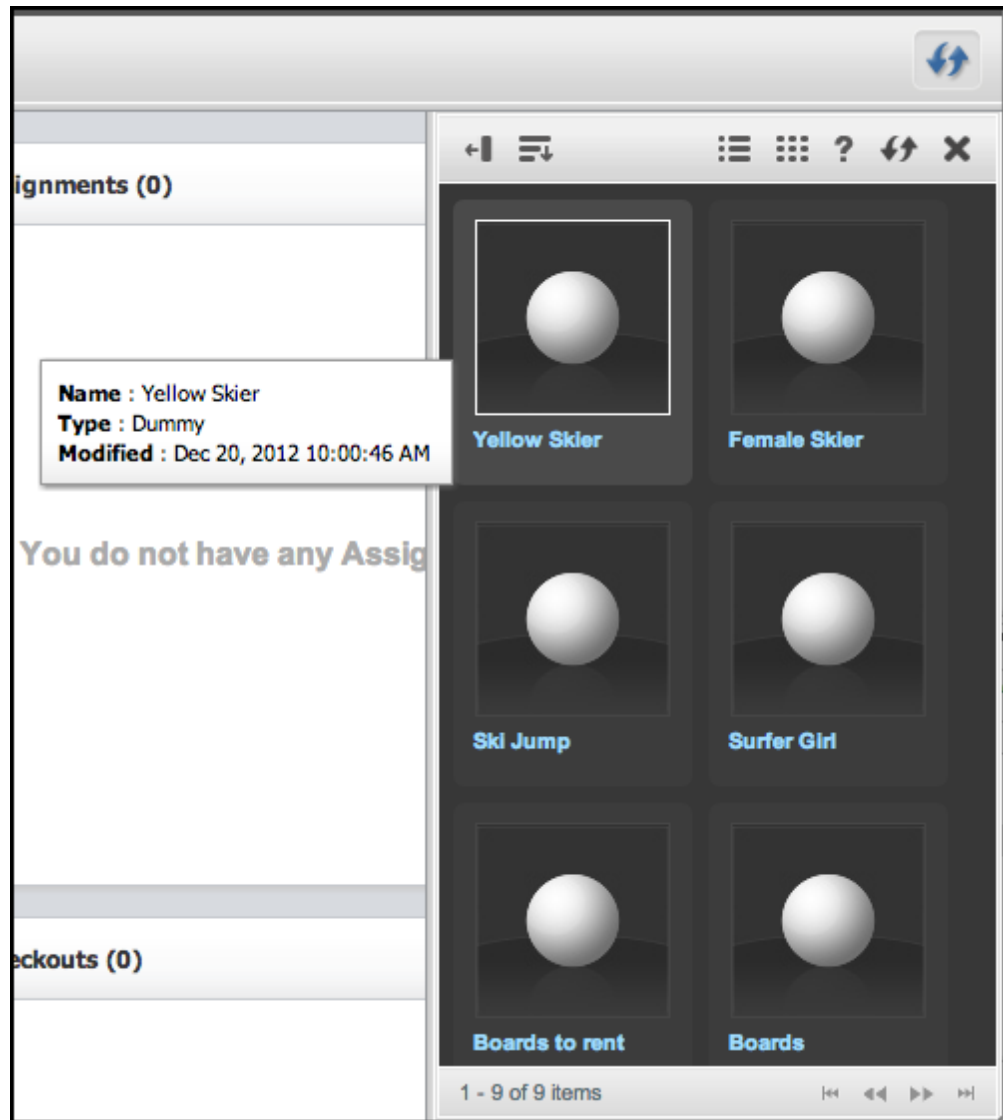 ignments (0)
Name : Yellow Skier
Type : Dummy
Modified : Dec 20, 2012 10:00:46 AM
You do not have any Assig
eckouts (0)
?
Yellow Skier
Female Skier
Ski Jump
Surfer Girl
Boards to rent
Boards
1 - 9 of 9 items